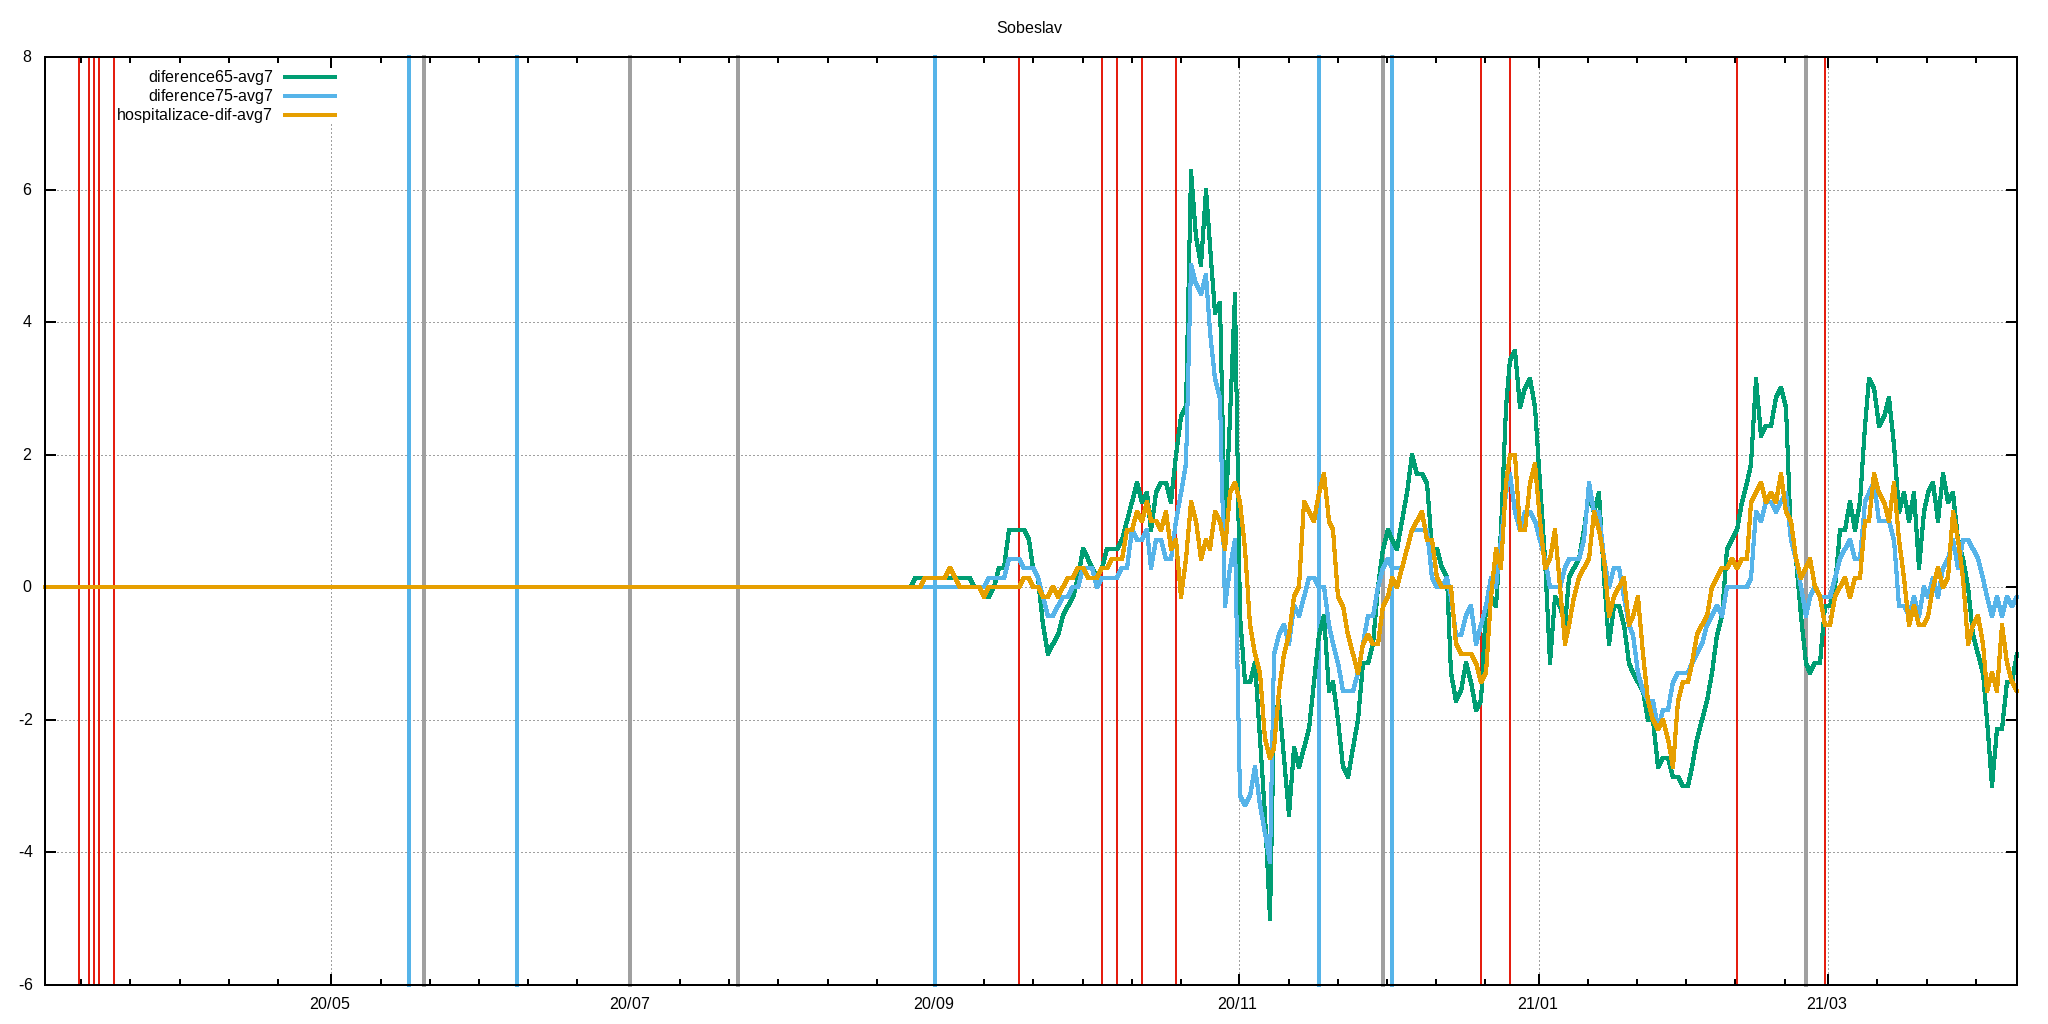 Sobeslav
8
diference65-avg7
diference75-avg7
hospitalizace-dif-avg7
6
4
2
0
-2
-4
-6
20/05 20/07 20/09 20/11 21/01 21/03